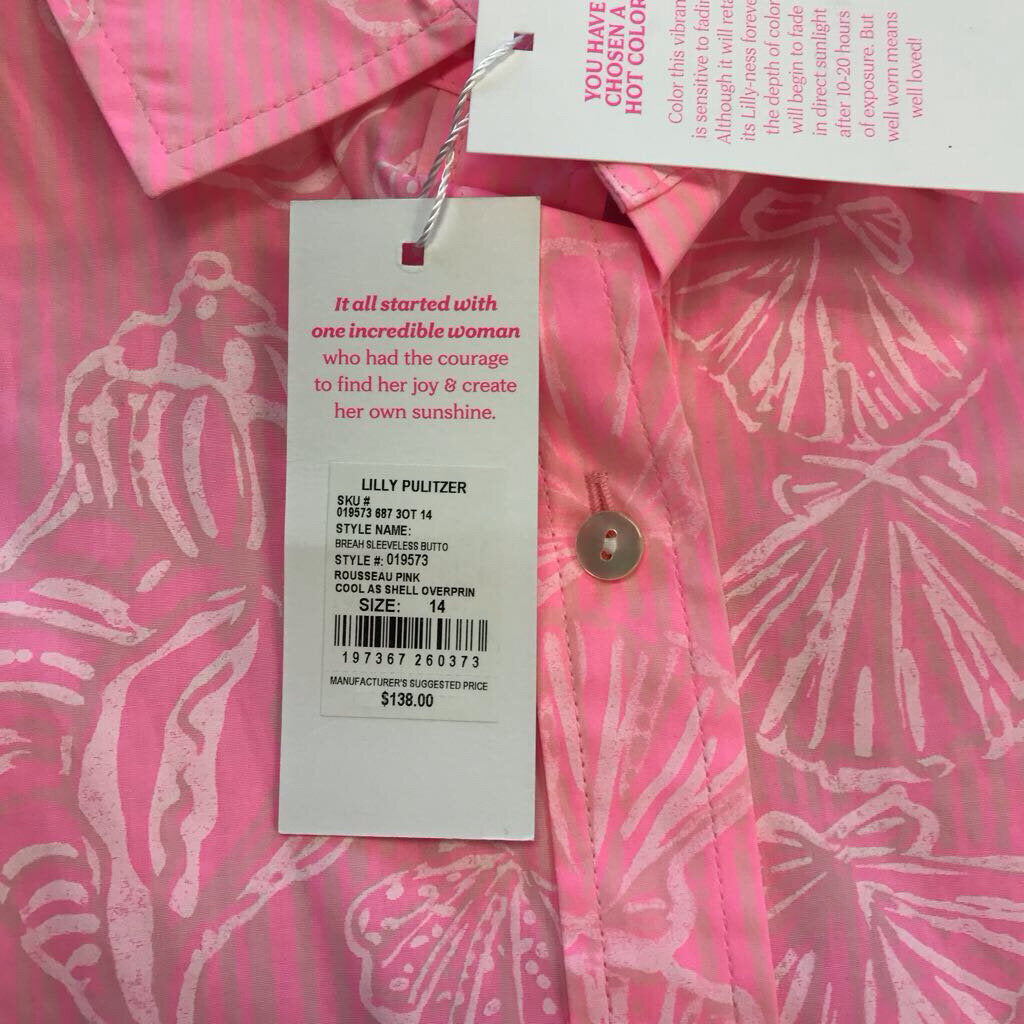 It all started with
one incredible woman
who had the courage
to find her joy & create
her own sunshine.
LILLY PULITZER
SKU #
019573 687 3OT 14
STYLE NAME:
BREAH SLEEVELESS BUTTO
STYLE #: 019573
ROUSSEAU PINK
COOL AS SHELL OVERPRIN
SIZE: 14
197367 260373
MANUFACTURER'S SUGGESTED PRICE
$138.00
YOU HAVE
CHOSEN A
HOT COLOR
Color this vibran
is sensitive to fadi
Although it will reta
its Lilly-ness foreve
the depth of color
will begin to fade
in direct sunlight
after 10-20 hours
of exposure. But
well worn means
well loved!